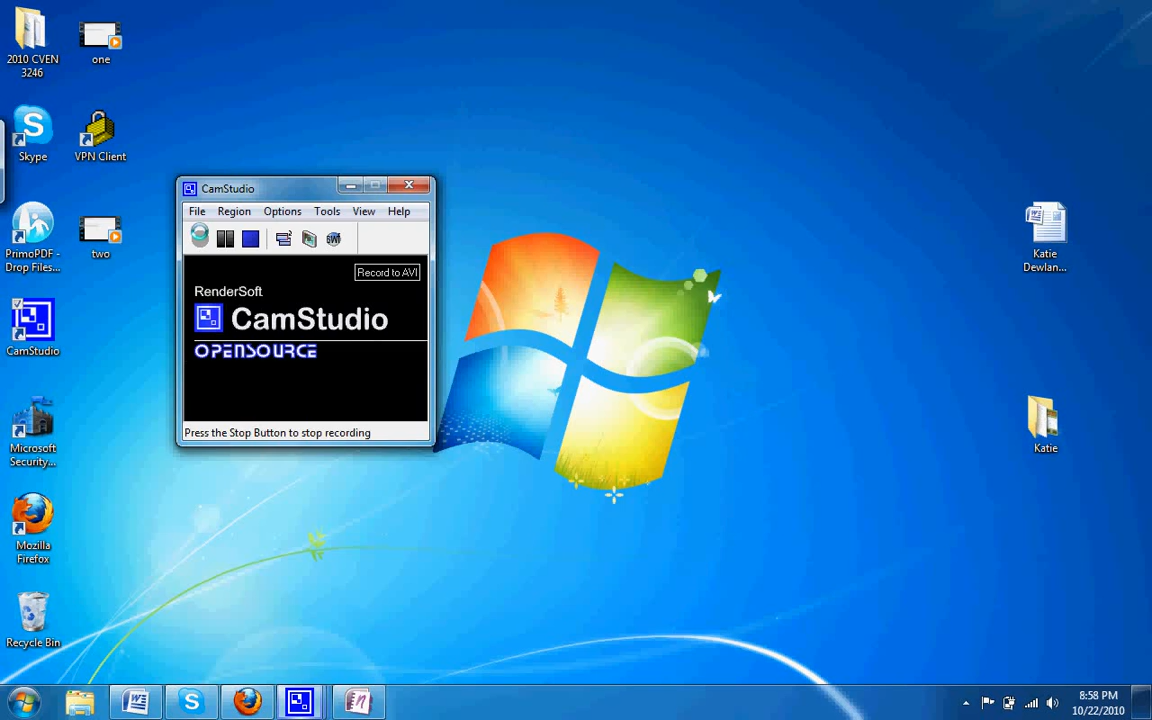 2010 CVEN
3246
one
Skype
VPN Client
PrimoPDF -
Drop Files...
two
CamStudio
Microsoft
Security...
Mozilla
Firefox
Recycle Bin
CamStudio
File Region Options Tools View Help
Record to AVI
RenderSoft
CamStudio
OPENSOURCE
Press the Stop Button to stop recording
Katie
Dewlan...
Katie
8:58 PM
10/22/2010